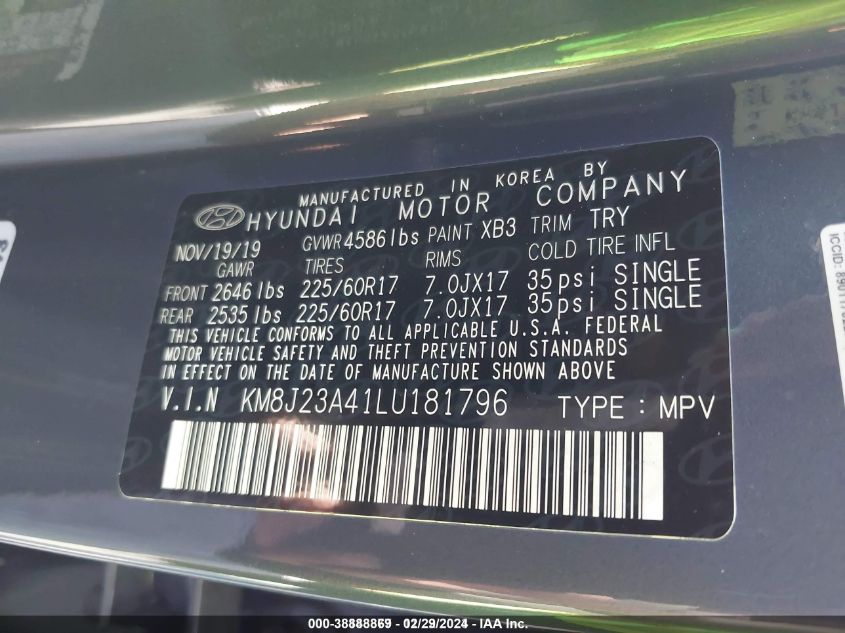 MANUFACTURED IN KOREA BY
HYUNDAI MOTOR COMPANY
NOV/19/19 GVWR 4586 lbs PAINT XB3 TRIM TRY
GAWR TIRES RIMS COLD TIRE INFL
FRONT 2646 lbs 225/60R17 7.0JX17 35psi SINGLE
REAR 2535 lbs 225/60R17 7.0JX17 35psi SINGLE
THIS VEHICLE CONFORMS TO ALL APPLICABLE U.S.A. FEDERAL
MOTOR VEHICLE SAFETY AND THEFT PREVENTION STANDARDS
IN EFFECT ON THE DATE OF MANUFACTURE SHOWN ABOVE
V.I.N KM8J23A41LU181796 TYPE : MPV
ICCID:
000-38888869 - 02/29/2024 - IAA Inc.